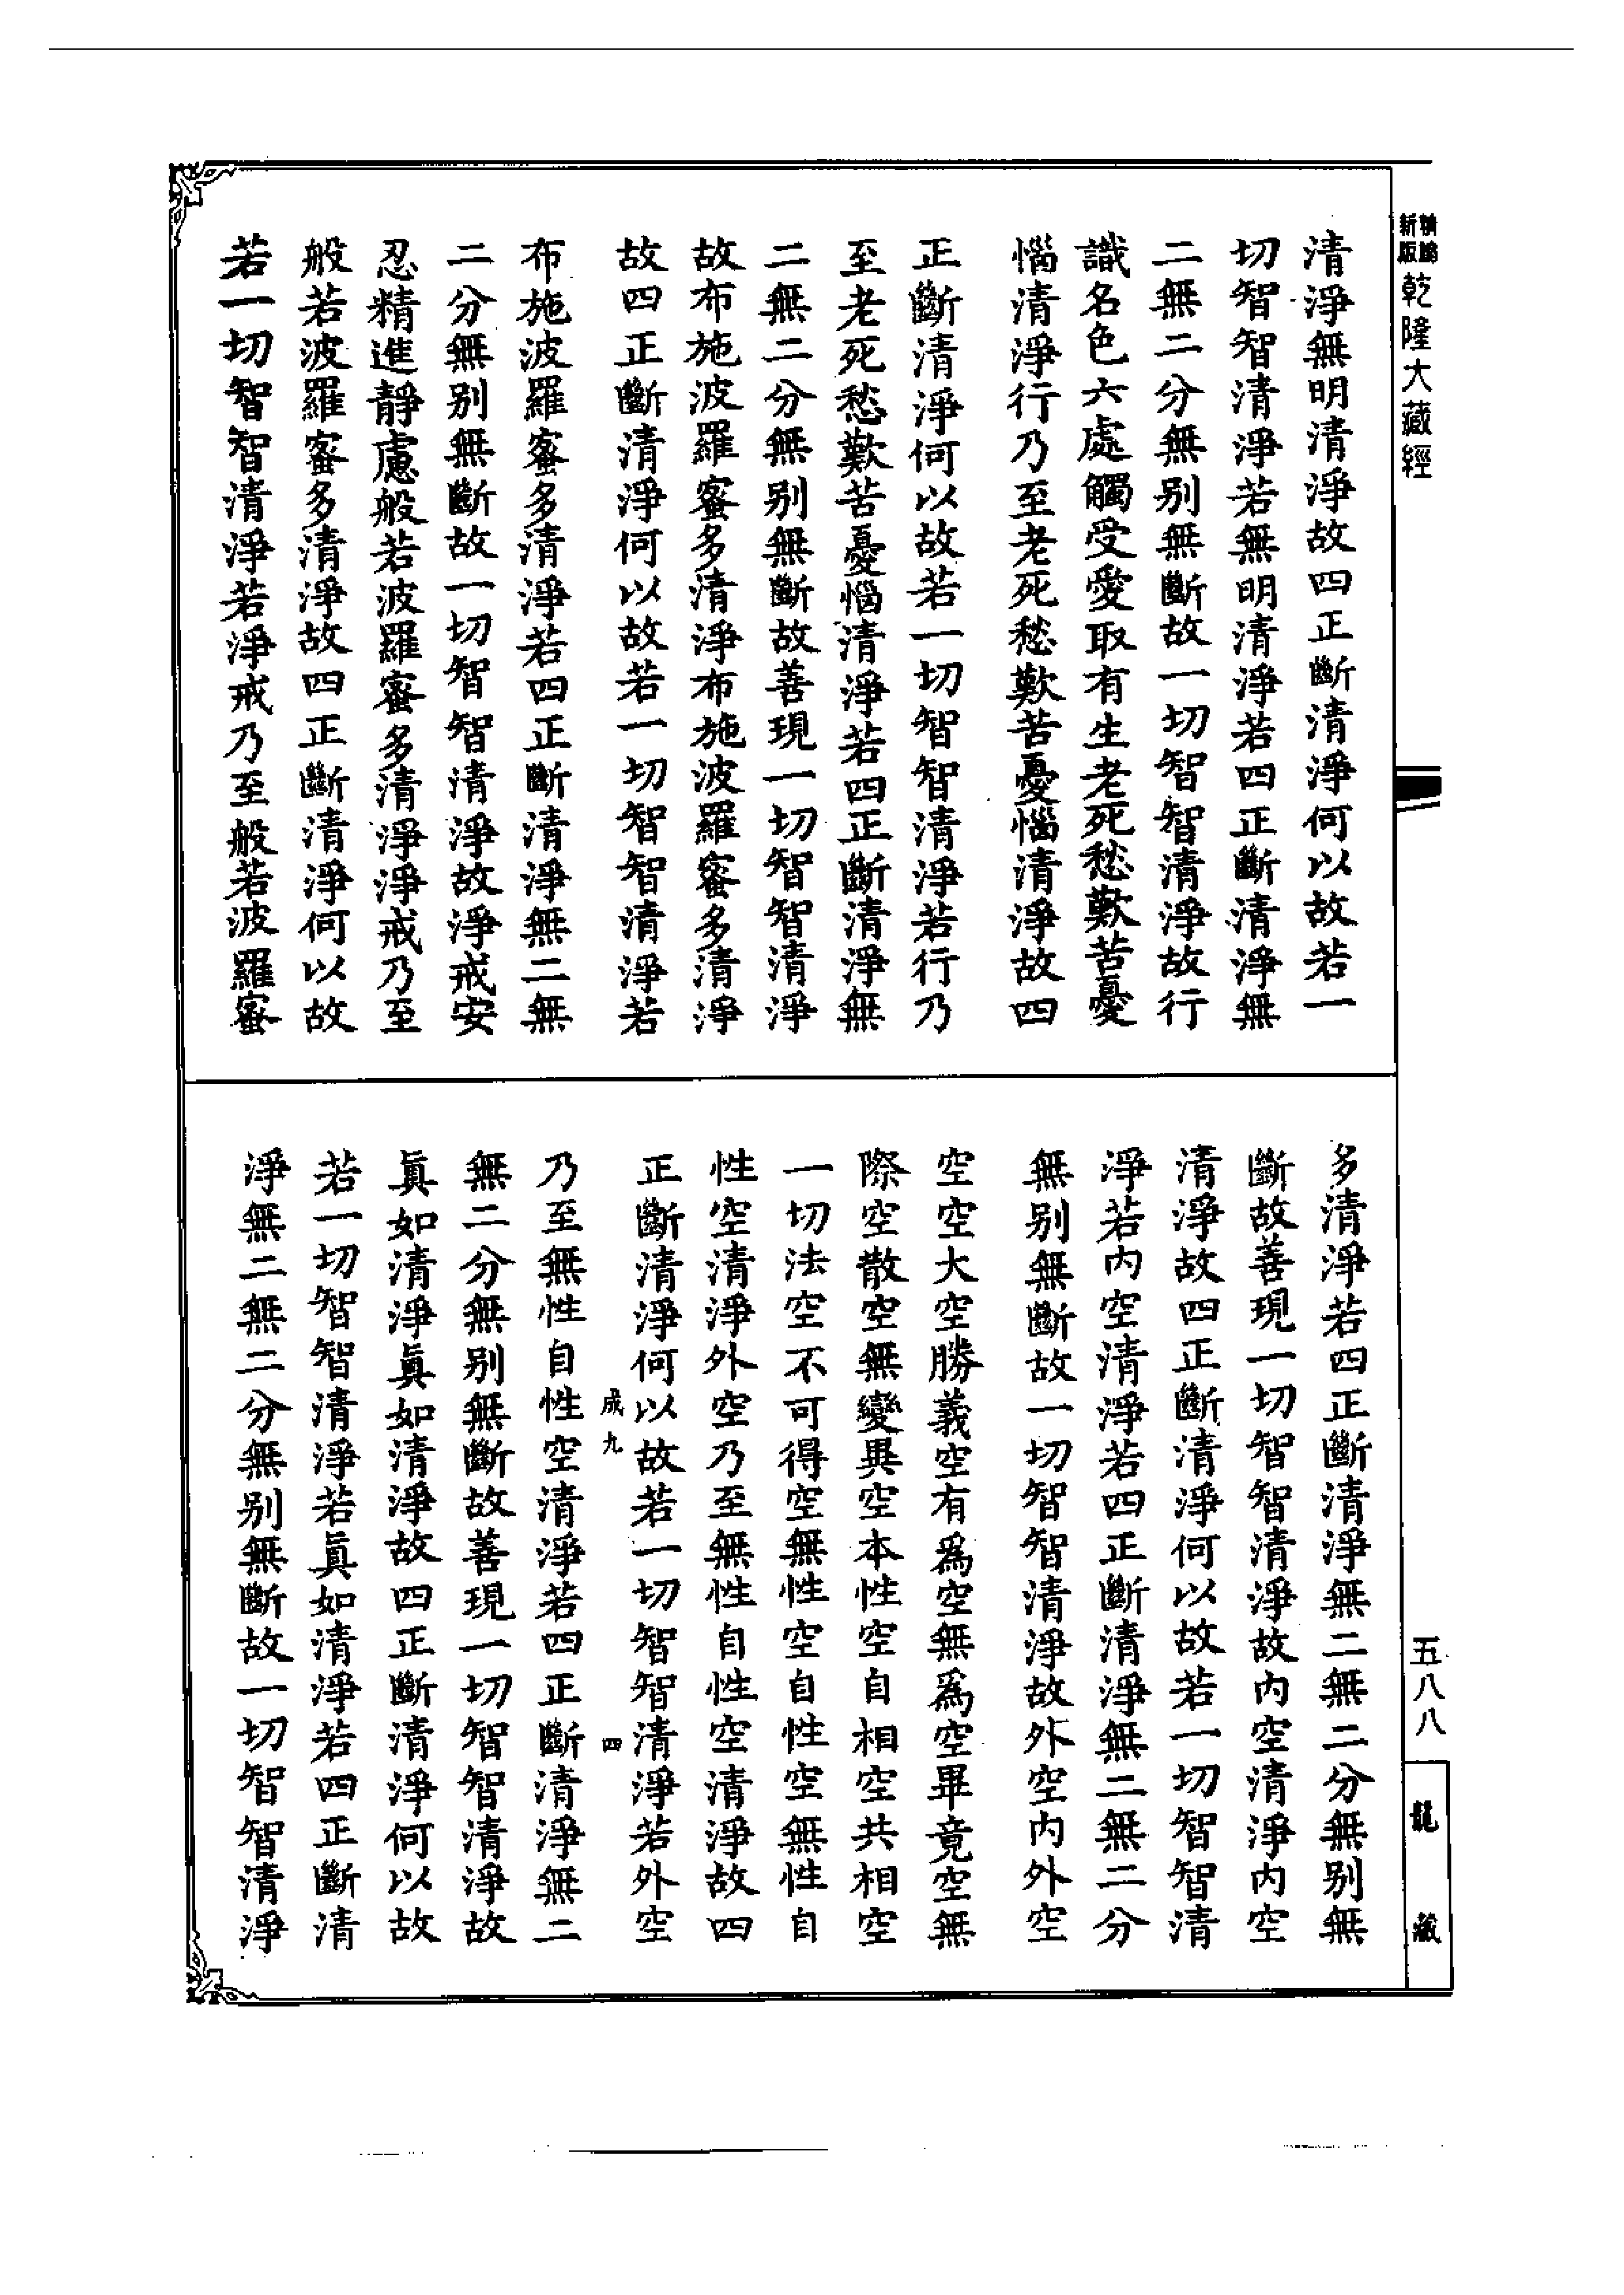 新版
精縮
乾隆大藏經
清淨無明清淨故四正斷清淨何以故若一
切智智清淨若無明清淨若四正斷清淨無
二無二分無别無斷故一切智智清淨故行
識名色六處觸受愛取有生老死愁歎苦憂
惱清淨行乃至老死愁歎苦憂惱清淨故四
正斷清淨何以故若一切智智清淨若行乃
至老死愁歎苦憂惱清淨若四正斷清淨無
二無二分無别無斷故善現一切智智清淨
故布施波羅蜜多清淨布施波羅蜜多清淨
故四正斷清淨何以故若一切智智清淨若
布施波羅蜜多清淨若四正斷清淨無二無
二分無别無斷故一切智智清淨故淨戒安
忍精進靜慮般若波羅蜜多清淨淨戒乃至
般若波羅蜜多清淨故四正斷清淨何以故
若一切智智清淨若淨戒乃至般若波羅蜜
多清淨若四正斷清淨無二無二分無别無
斷故善現一切智智清淨故内空清淨内空
清淨故四正斷清淨何以故若一切智智清
淨若内空清淨若四正斷清淨無二無二分
無别無斷故一切智智清淨故外空内外空
空空大空勝義空有爲空無爲空畢竟空無
際空散空無變異空本性空自相空共相空
一切法空不可得空無性空自性空無性自
性空清淨外空乃至無性自性空清淨故四
正斷清淨何以故若一切智智清淨若外空
成九 四
乃至無性自性空清淨若四正斷清淨無二
無二分無别無斷故善現一切智智清淨故
眞如清淨眞如清淨故四正斷清淨何以故
若一切智智清淨若眞如清淨若四正斷清
淨無二無二分無别無斷故一切智智清淨
五八八
龍藏